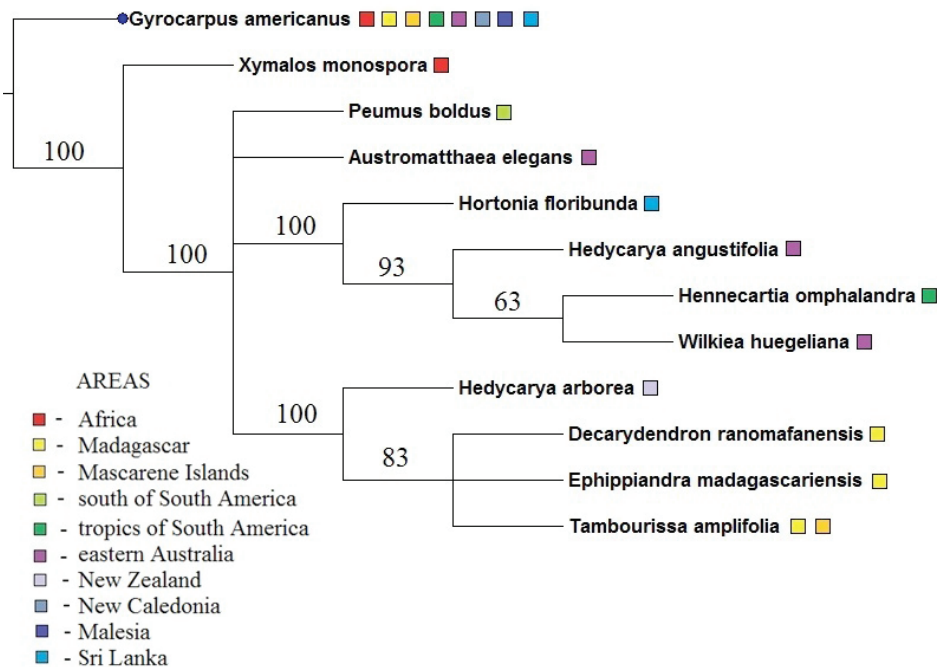 Gyrocarpus americanus
Xymalos monospora
Peumus boldus
100
Austromatthaea elegans
Hortonia floribunda
100
100
Hedycarya angustifolia
93
Hennecartia omphalandra
63
Wilkiea huegeliana
AREAS
Hedycarya arborea
100
- Africa
Decarydendron ranomafanensis
- Madagascar
83
- Mascarene Islands
Ephippiandra madagascariensis
- south of South America
- tropics of South America
Tambourissa amplifolia
- eastern Australia
- New Zealand
- New Caledonia
- Malesia
- Sri Lanka